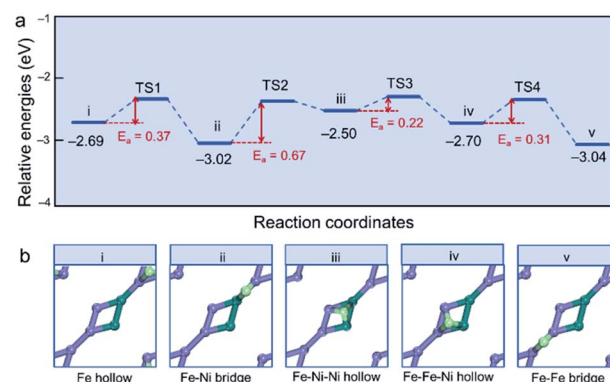 a
Relative energies (eV)
−1
−2
−3
−4
i
−2.69
TS1
Eₐ = 0.37
ii
−3.02
TS2
Eₐ = 0.67
iii
−2.50
TS3
Eₐ = 0.22
iv
−2.70
TS4
Eₐ = 0.31
v
−3.04
Reaction coordinates
b
i
ii
iii
iv
v
Fe hollow
Fe-Ni bridge
Fe-Ni-Ni hollow
Fe-Fe-Ni hollow
Fe-Fe bridge